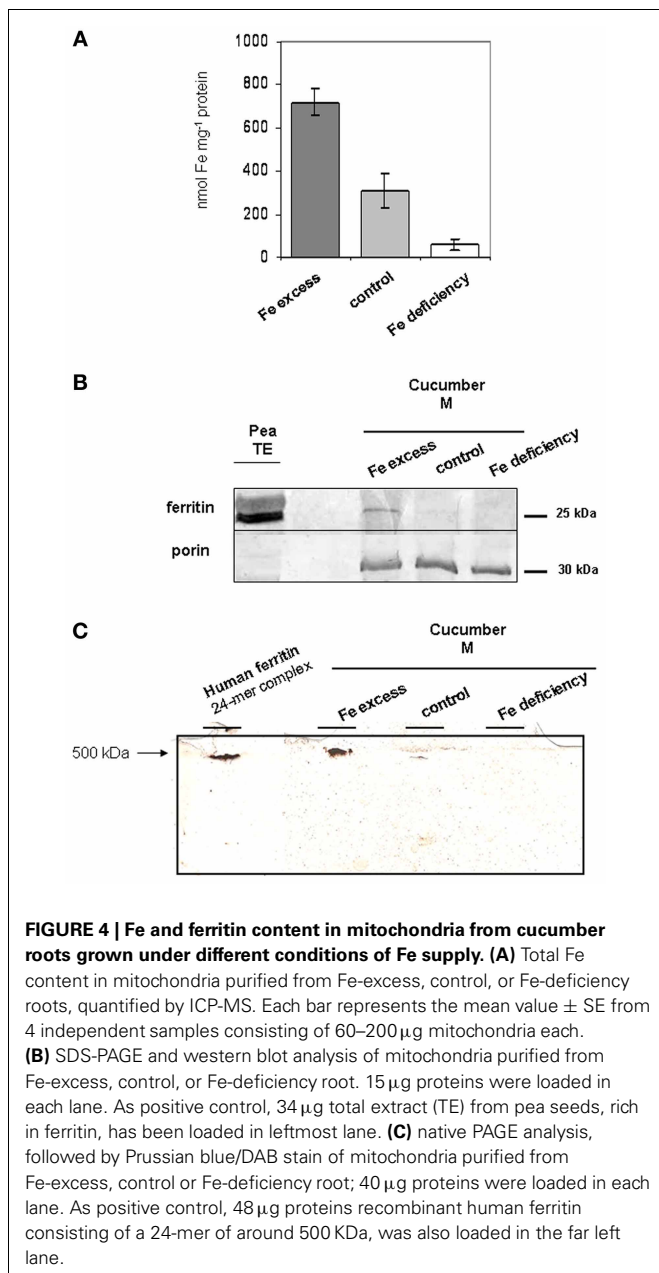 A
1000
800
600
400
200
0
nmol Fe mg-1 protein
Fe excess
control
Fe deficiency
B
Cucumber
M
Pea
TE
Fe excess
control
Fe deficiency
ferritin
25 kDa
porin
30 kDa
C
Cucumber
M
Human ferritin
24-mer complex
Fe excess
control
Fe deficiency
500 kDa
FIGURE 4 | Fe and ferritin content in mitochondria from cucumber
roots grown under different conditions of Fe supply. (A) Total Fe
content in mitochondria purified from Fe-excess, control, or Fe-deficiency
roots, quantified by ICP-MS. Each bar represents the mean value ± SE from
4 independent samples consisting of 60–200 µg mitochondria each.
(B) SDS-PAGE and western blot analysis of mitochondria purified from
Fe-excess, control, or Fe-deficiency root. 15 µg proteins were loaded in
each lane. As positive control, 34 µg total extract (TE) from pea seeds, rich
in ferritin, has been loaded in leftmost lane. (C) native PAGE analysis,
followed by Prussian blue/DAB stain of mitochondria purified from
Fe-excess, control or Fe-deficiency root; 40 µg proteins were loaded in each
lane. As positive control, 48 µg proteins recombinant human ferritin
consisting of a 24-mer of around 500 KDa, was also loaded in the far left
lane.